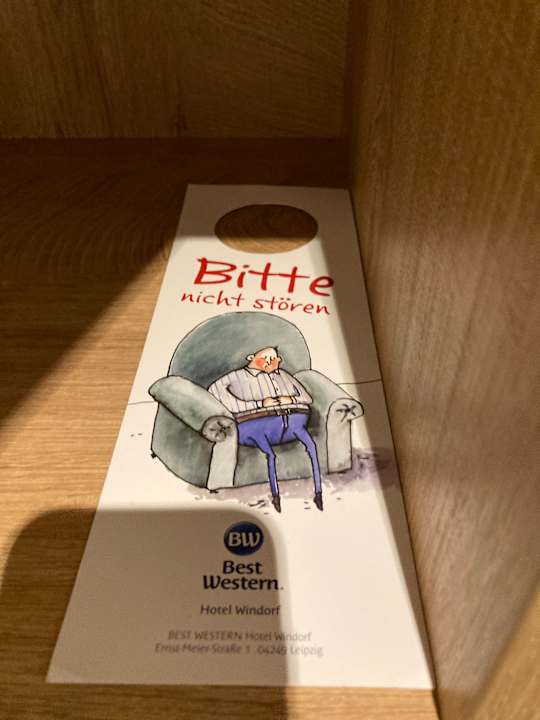 Bitte
nicht stören
BW
Best
Western.
Hotel Windorf
BEST WESTERN Hotel Windorf
Ernst-Meier-Straße 1 . 04249 Leipzig